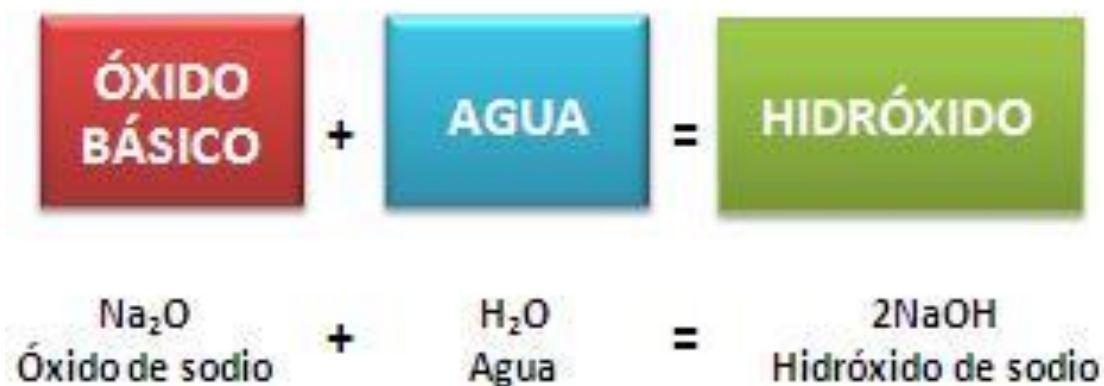 ÓXIDO
BÁSICO
+
AGUA
=
HIDRÓXIDO
Na₂O + H₂O = 2NaOH
Óxido de sodio Agua Hidróxido de sodio